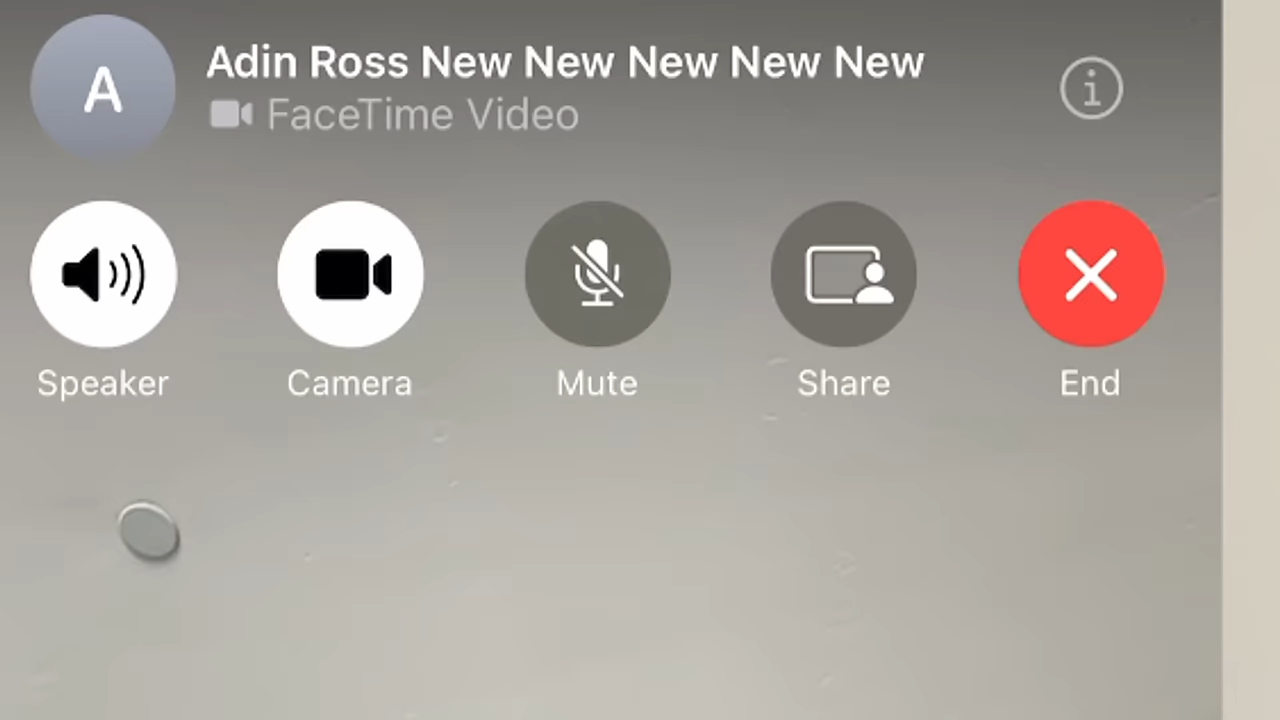 A
Adin Ross New New New New New
FaceTime Video
Speaker
Camera
Mute
Share
End